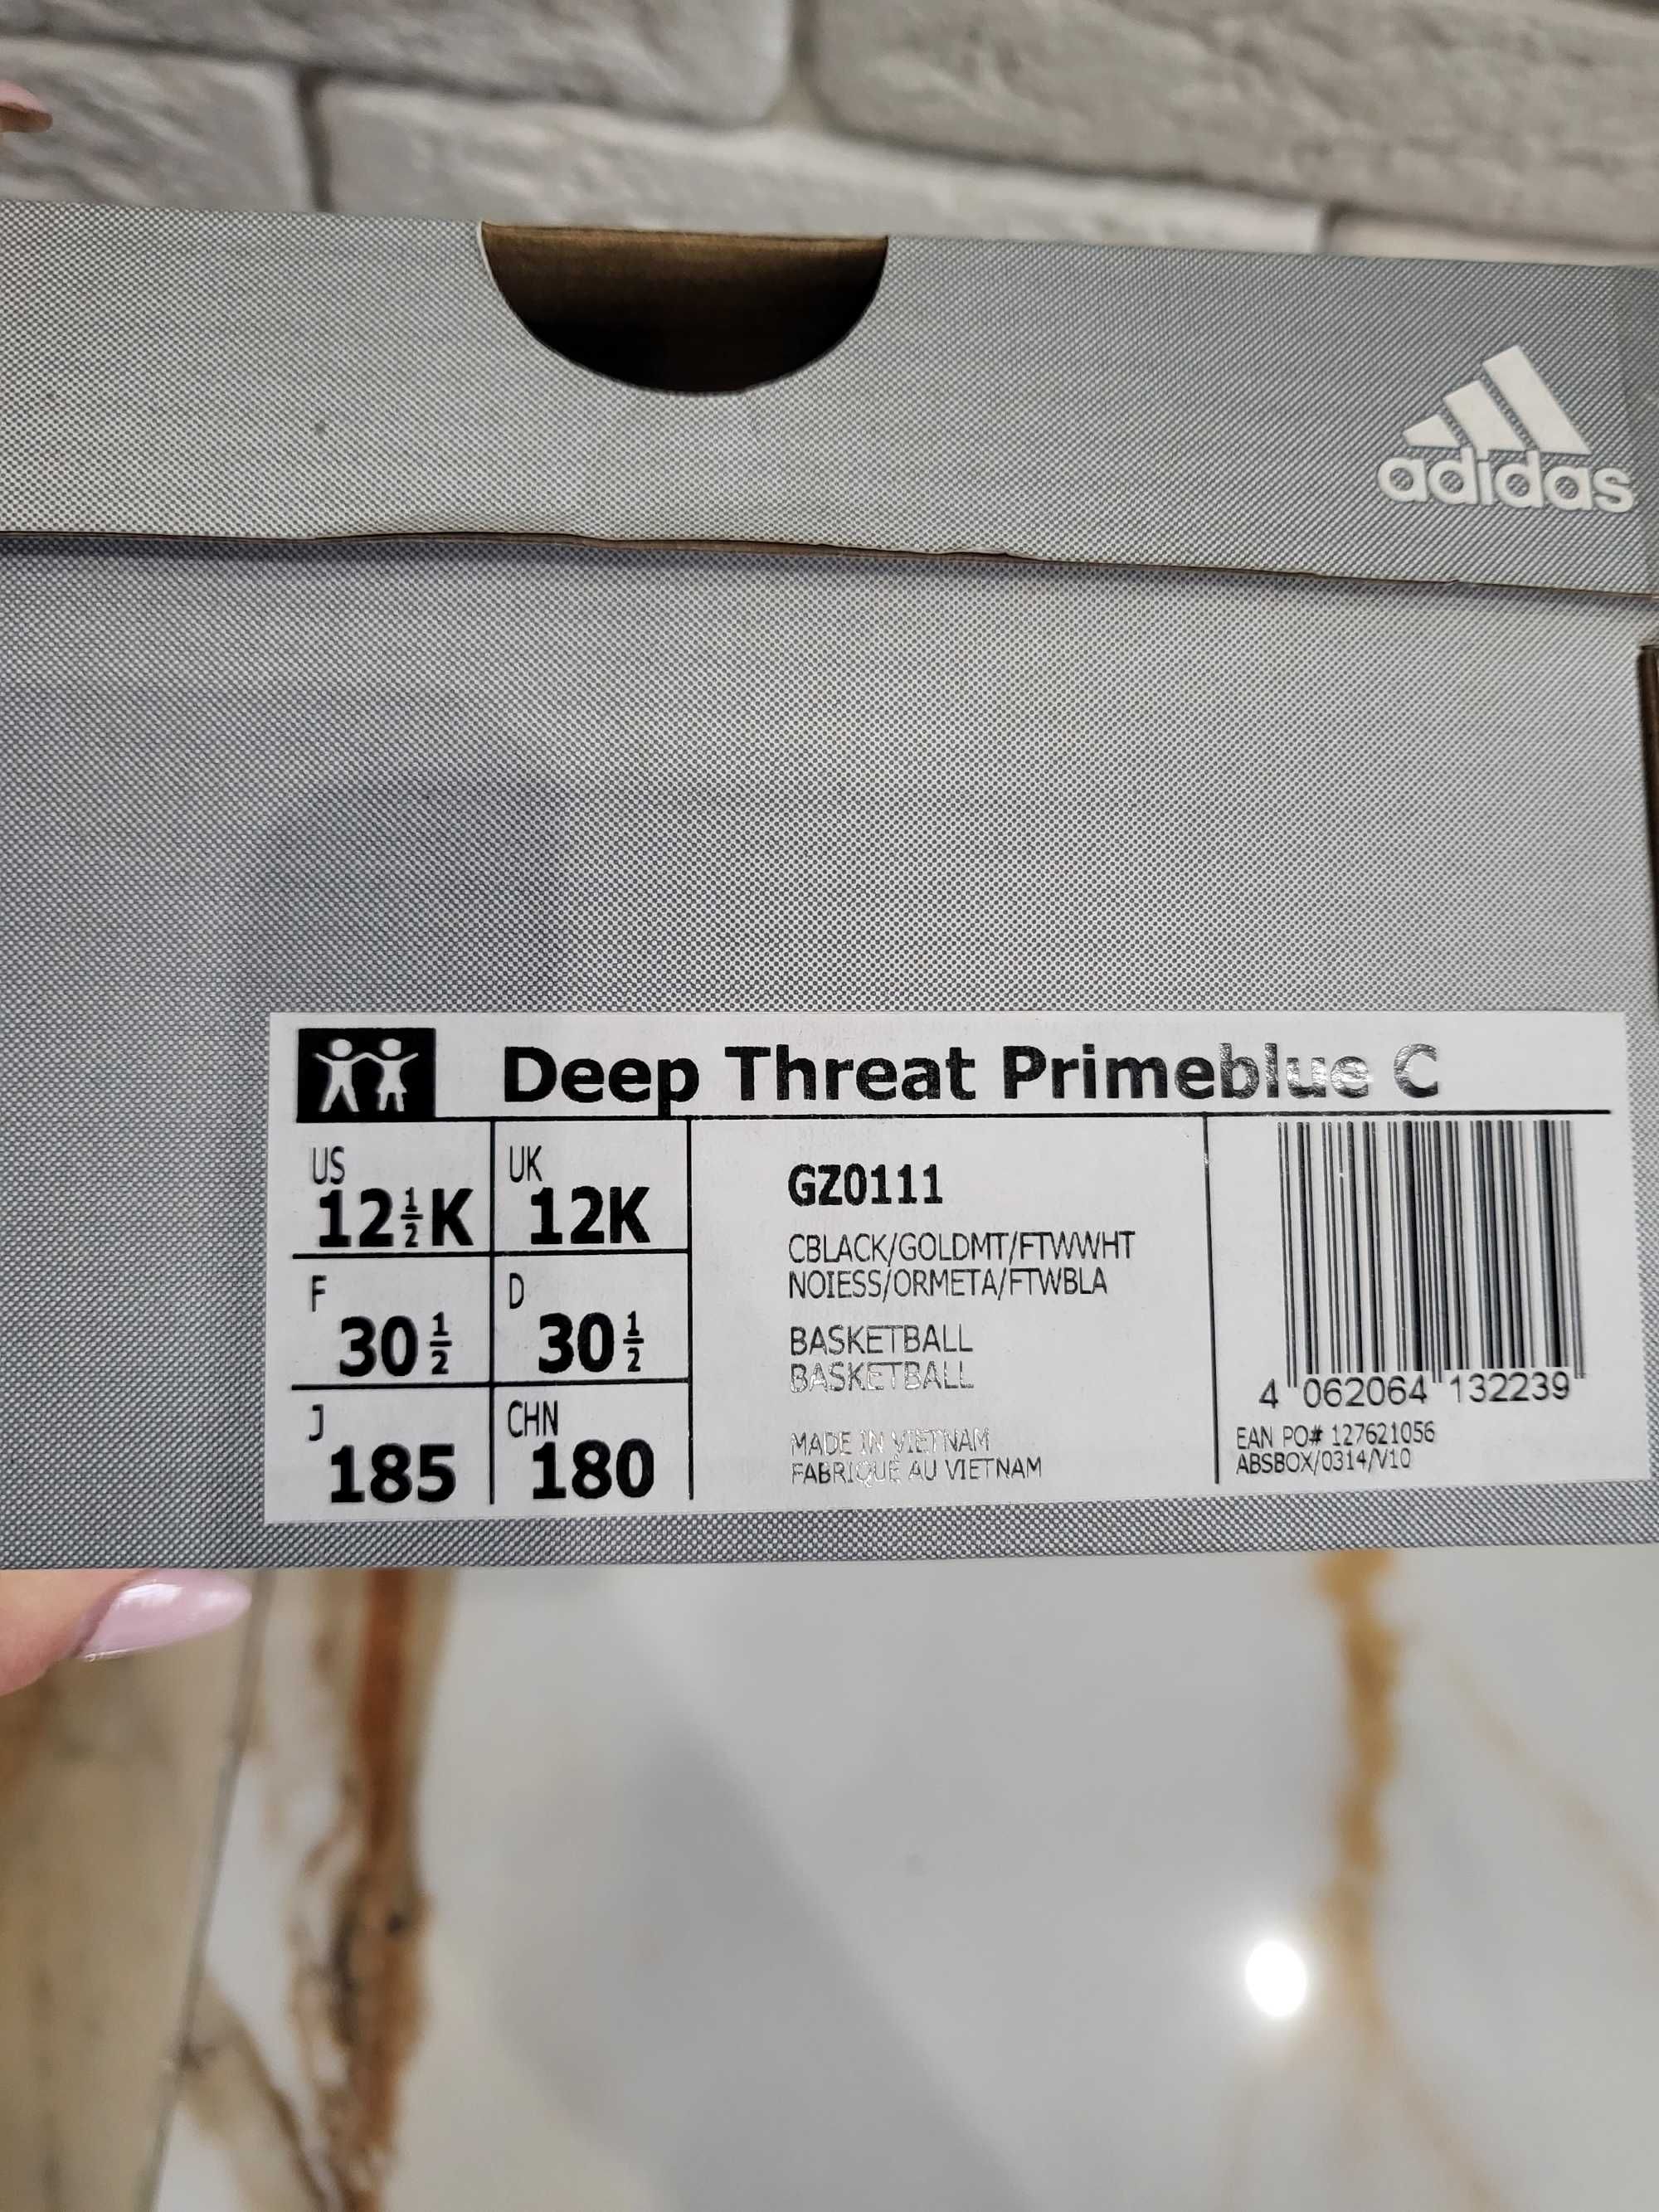 adidas
Deep Threat Primeblue C
US
12½K
UK
12K
F
30½
D
30½
J
185
CHN
180
GZ0111
CBLACK/GOLDMT/FTWWHT
NOIESS/ORMETA/FTWBLA
BASKETBALL
BASKETBALL
MADE IN VIETNAM
FABRIQUÉ AU VIETNAM
4 062064 132239
EAN PO# 127621056
ABSBOX/0314/V10